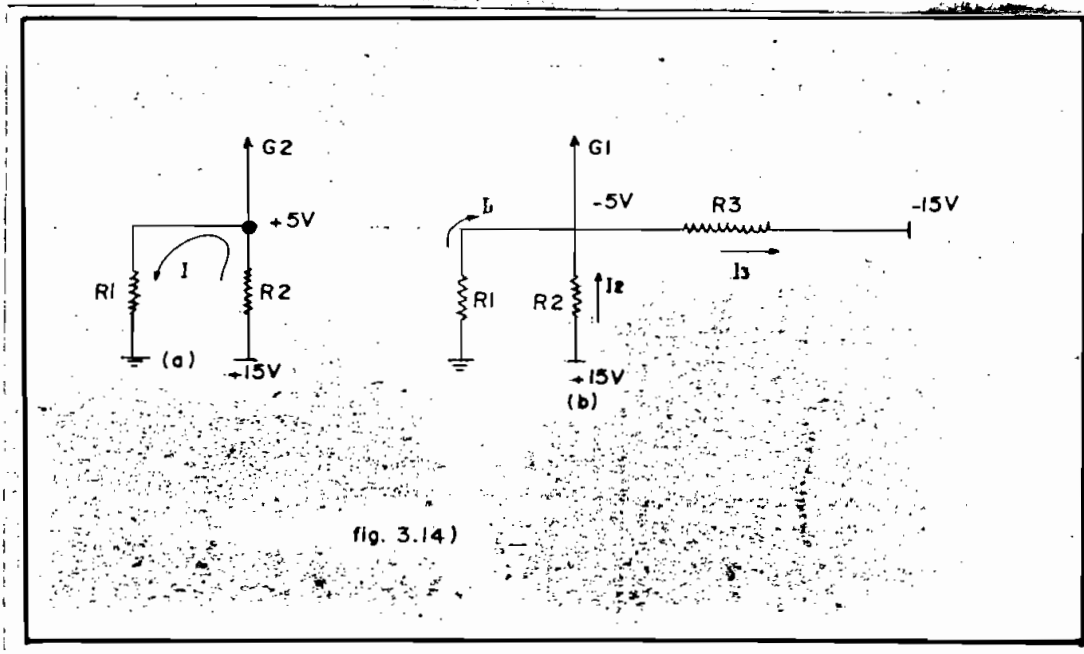 G2
+5V
I
R1
R2
(a)
+15V
G1
-5V
R3
-15V
I3
R1
R2
I2
+15V
(b)
fig. 3.14)